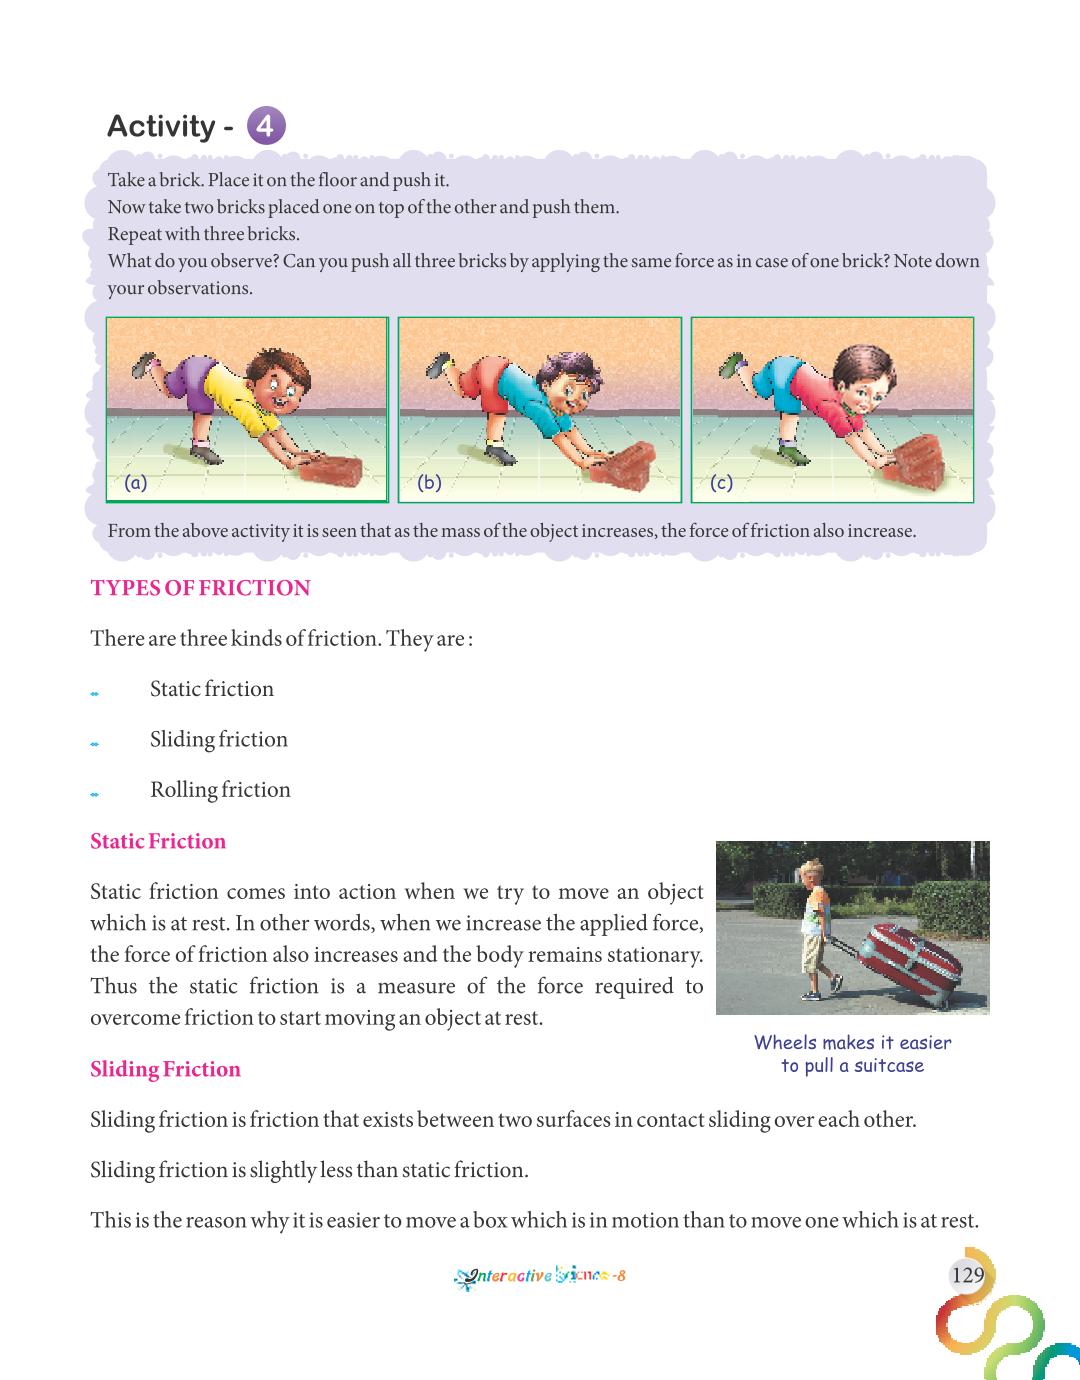 Activity - 4
Take a brick. Place it on the floor and push it.
Now take two bricks placed one on top of the other and push them.
Repeat with three bricks.
What do you observe? Can you push all three bricks by applying the same force as in case of one brick? Note down
your observations.
(a)
(b)
(c)
From the above activity it is seen that as the mass of the object increases, the force of friction also increase.
TYPES OF FRICTION
There are three kinds of friction. They are :
Static friction
Sliding friction
Rolling friction
Static Friction
Static friction comes into action when we try to move an object
which is at rest. In other words, when we increase the applied force,
the force of friction also increases and the body remains stationary.
Thus the static friction is a measure of the force required to
overcome friction to start moving an object at rest.
Wheels makes it easier
to pull a suitcase
Sliding Friction
Sliding friction is friction that exists between two surfaces in contact sliding over each other.
Sliding friction is slightly less than static friction.
This is the reason why it is easier to move a box which is in motion than to move one which is at rest.
Interactive Science -8
129